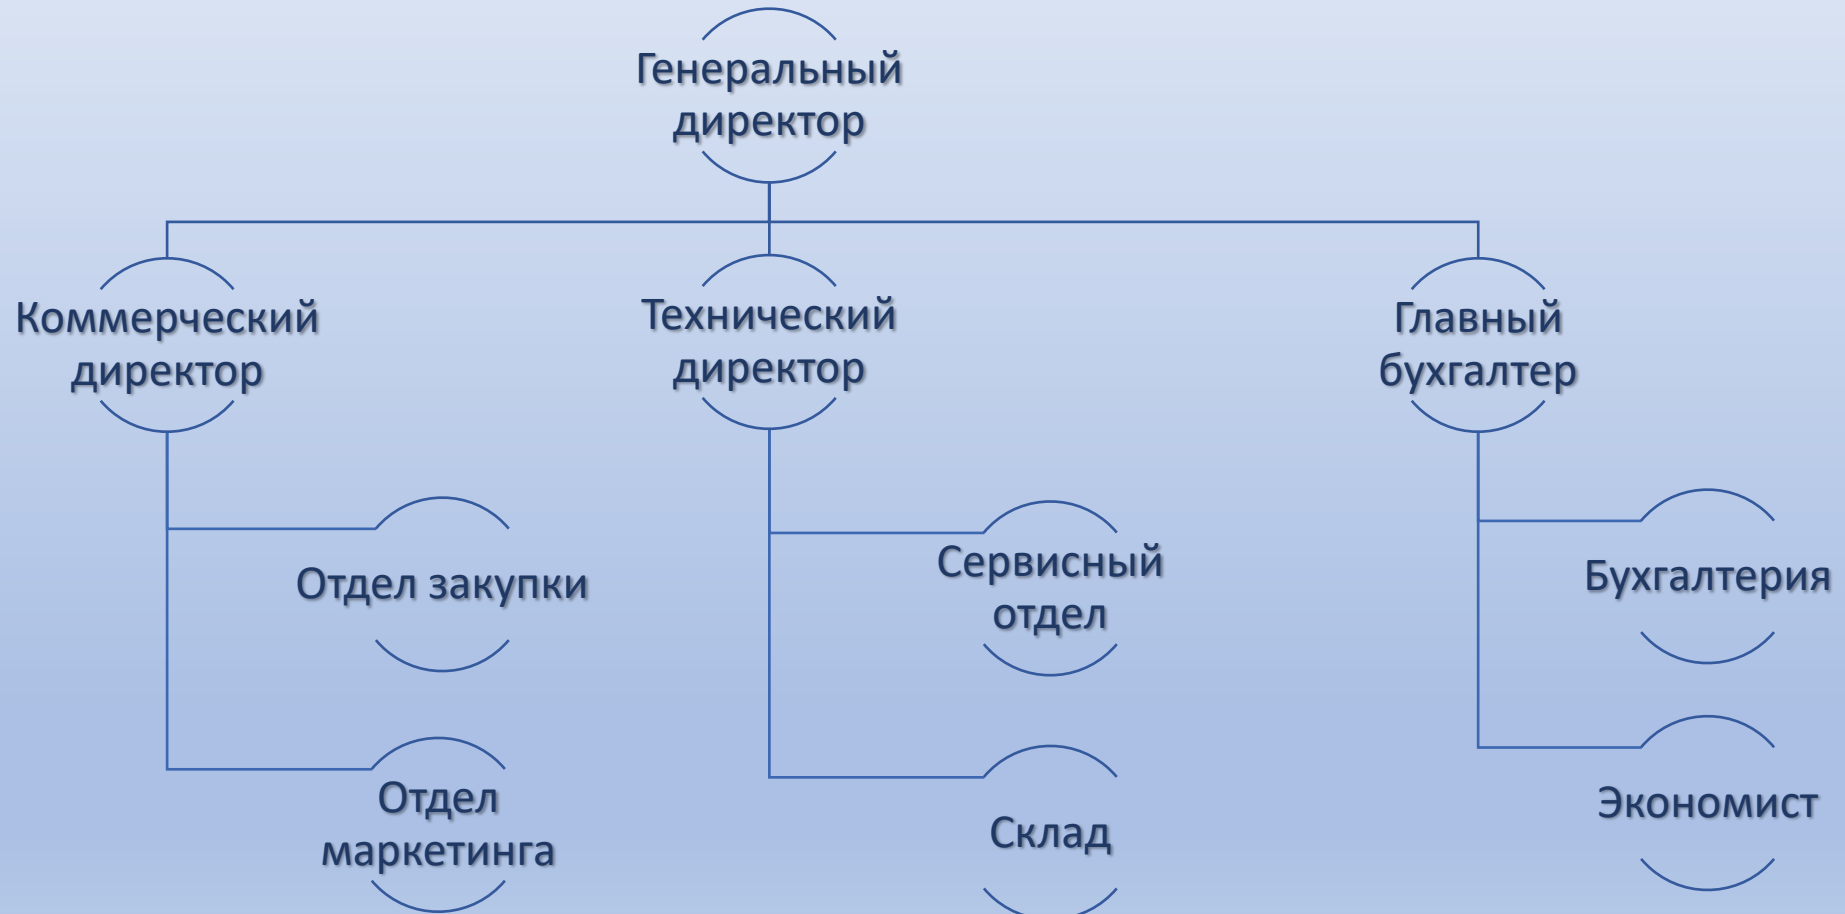 Генеральный
директор
Коммерческий
директор
Технический
директор
Главный
бухгалтер
Отдел закупки
Отдел
маркетинга
Сервисный
отдел
Склад
Бухгалтерия
Экономист